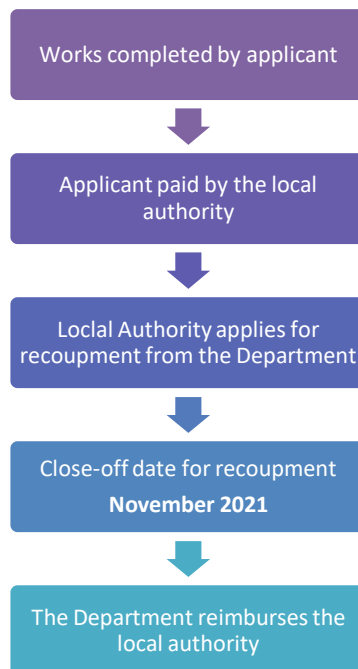 Works completed by applicant
Applicant paid by the local
authority
Loclal Authority applies for
recoupment from the Department
Close-off date for recoupment
November 2021
The Department reimburses the
local authority